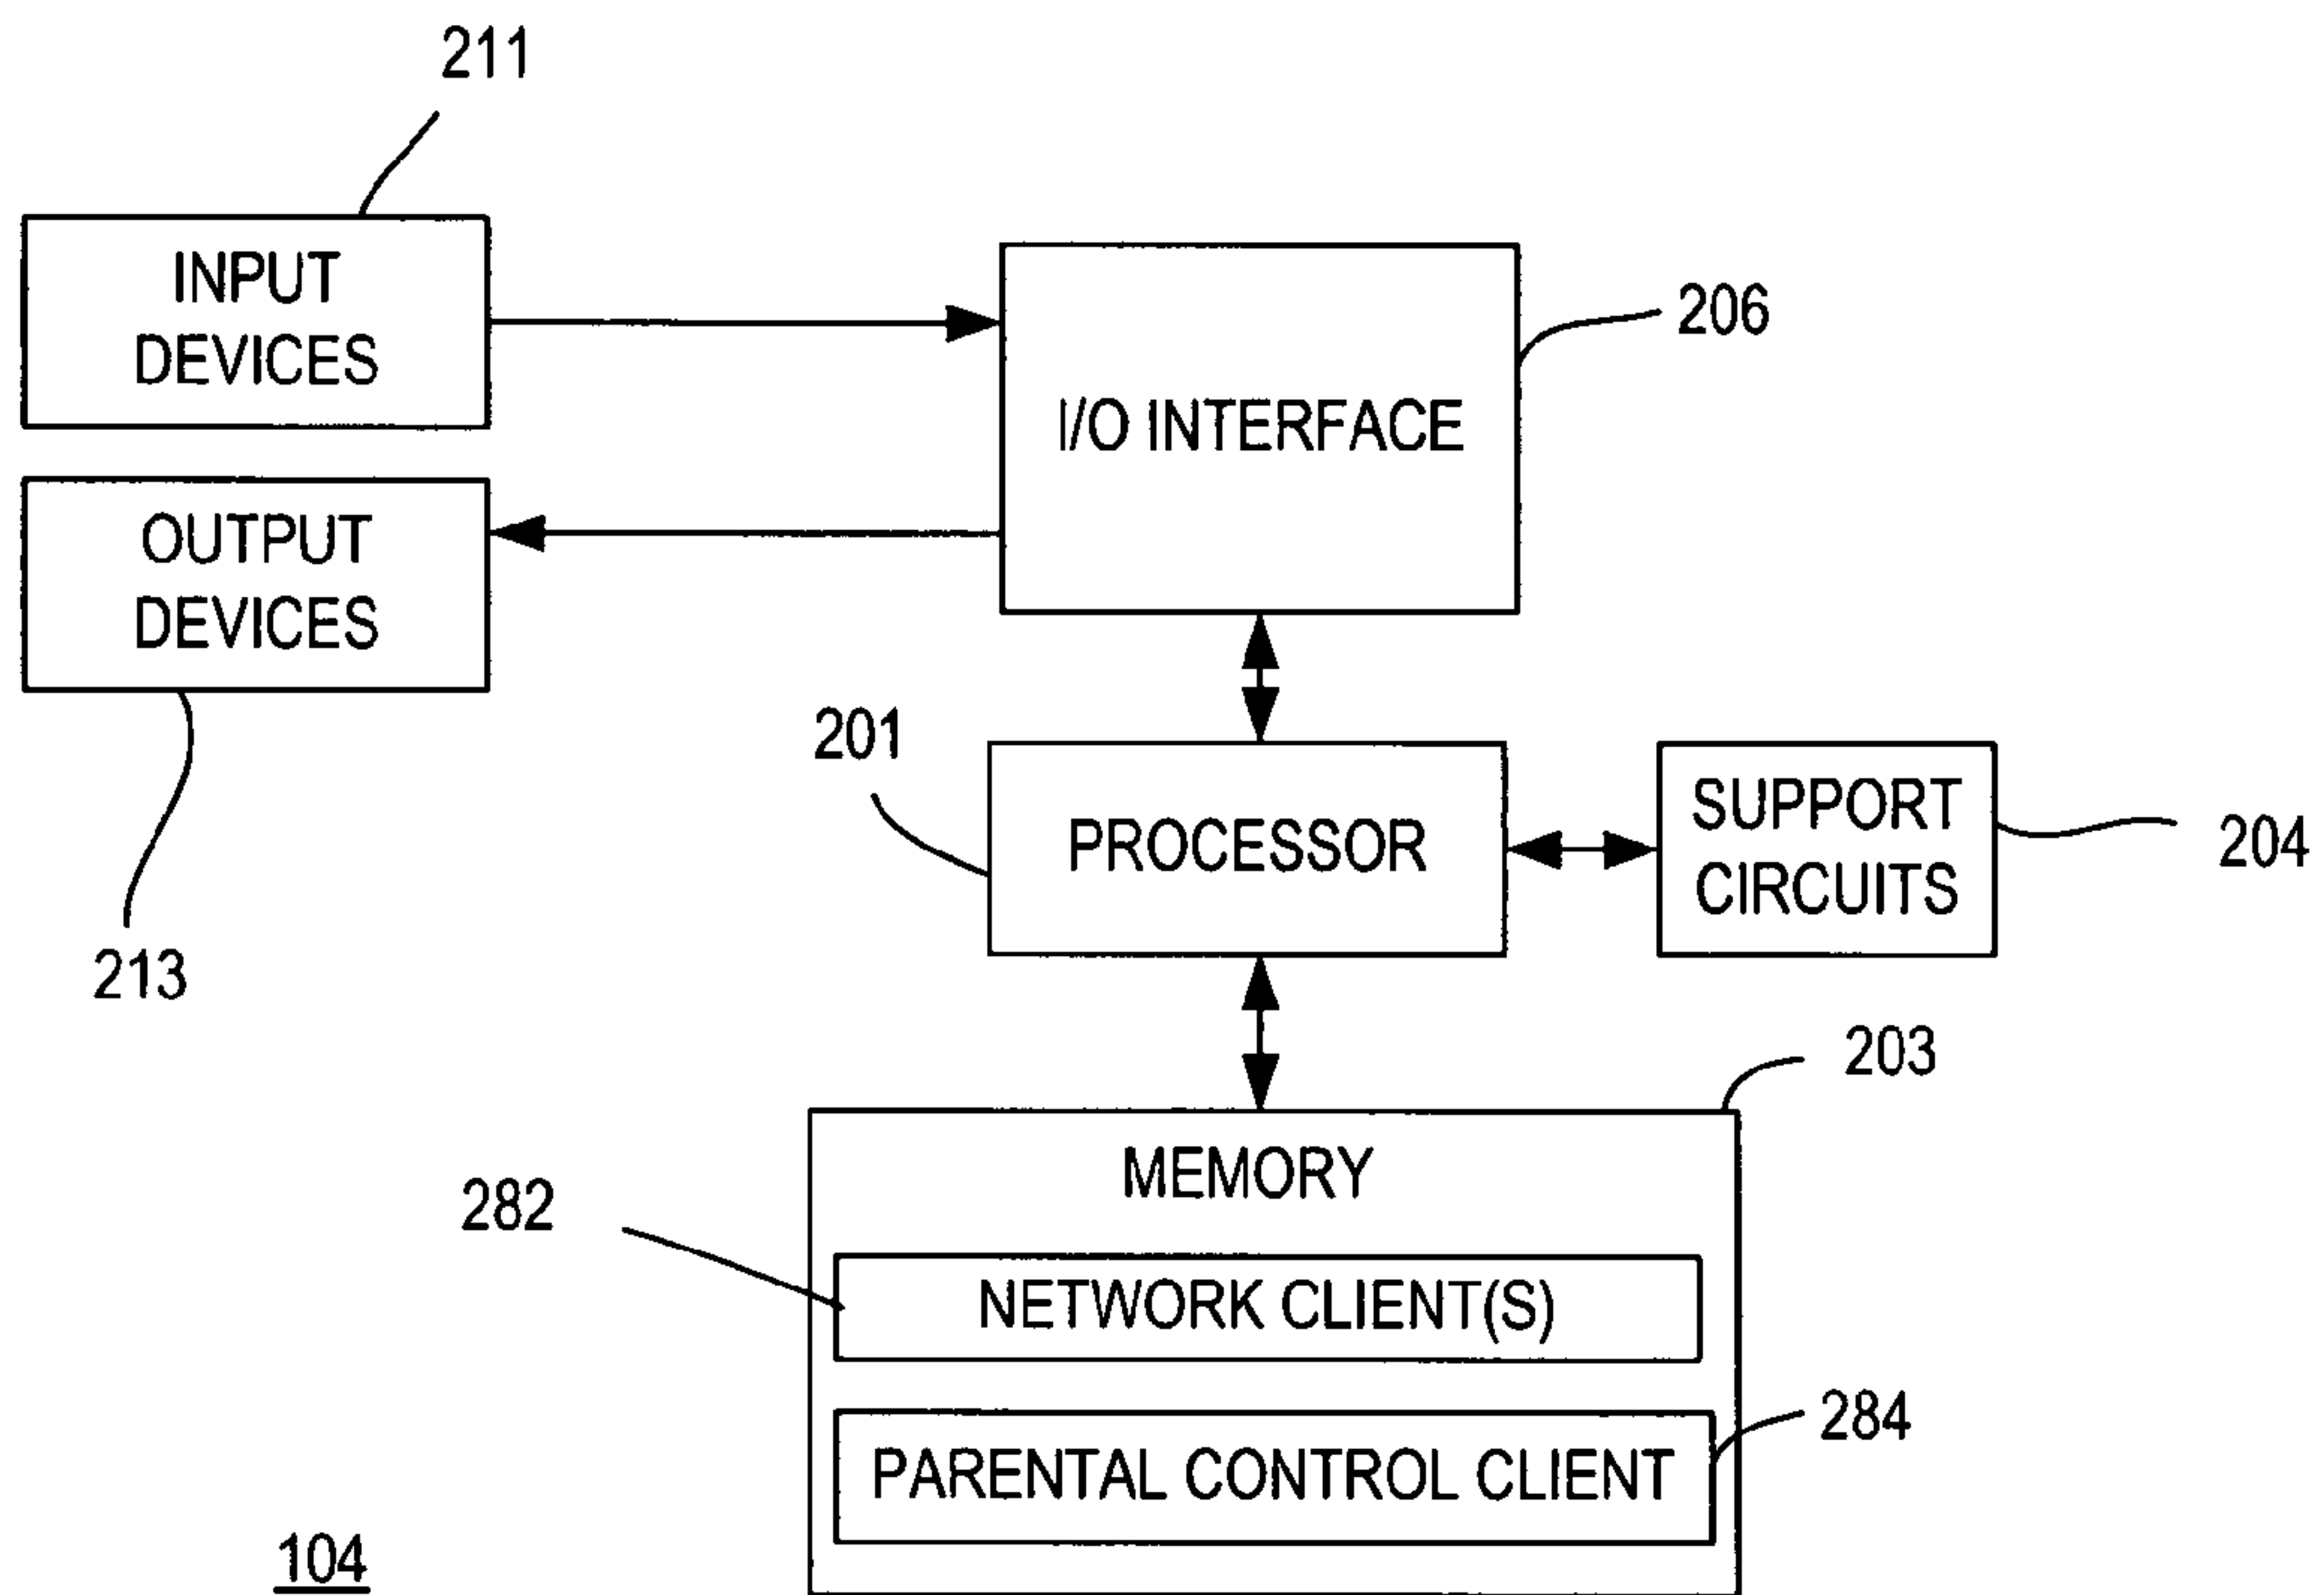 211
INPUT
DEVICES
I/O INTERFACE
206
OUTPUT
DEVICES
213
201
PROCESSOR
SUPPORT
CIRCUITS
204
203
MEMORY
282
NETWORK CLIENT(S)
284
PARENTAL CONTROL CLIENT
104